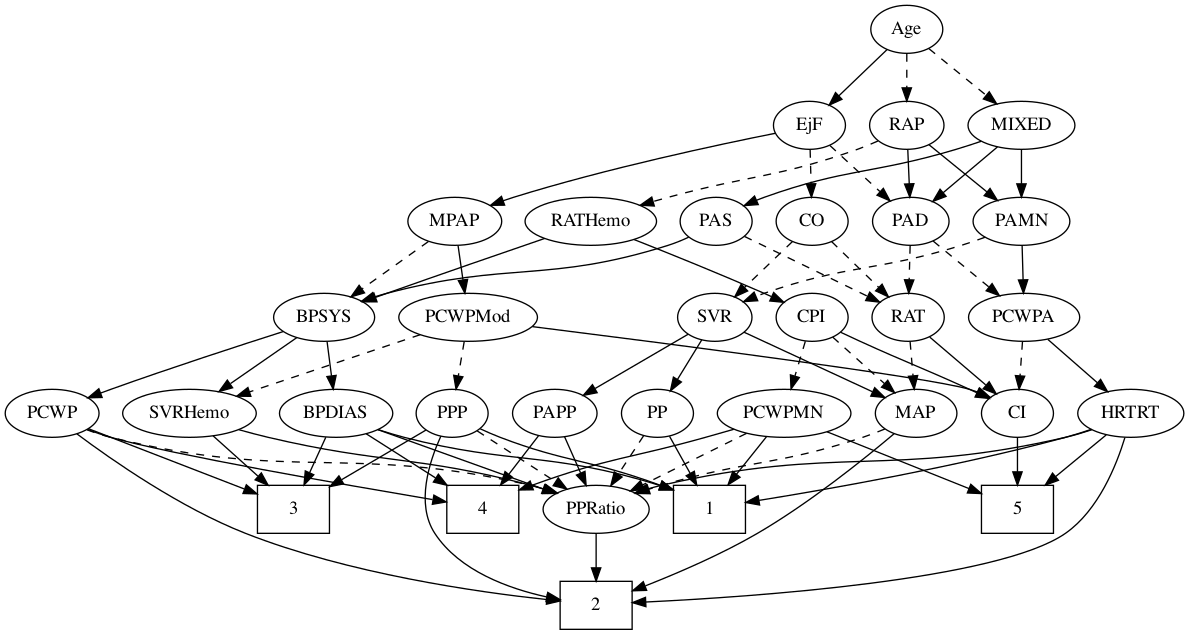 Age
EjF
RAP
MIXED
MPAP
RATHemo
PAS
CO
PAD
PAMN
BPSYS
PCWPMod
SVR
CPI
RAT
PCWPA
PCWP
SVRHemo
BPDIAS
PPP
PAPP
PP
PCWPMN
MAP
CI
HRTRT
3
4
PPRatio
1
5
2